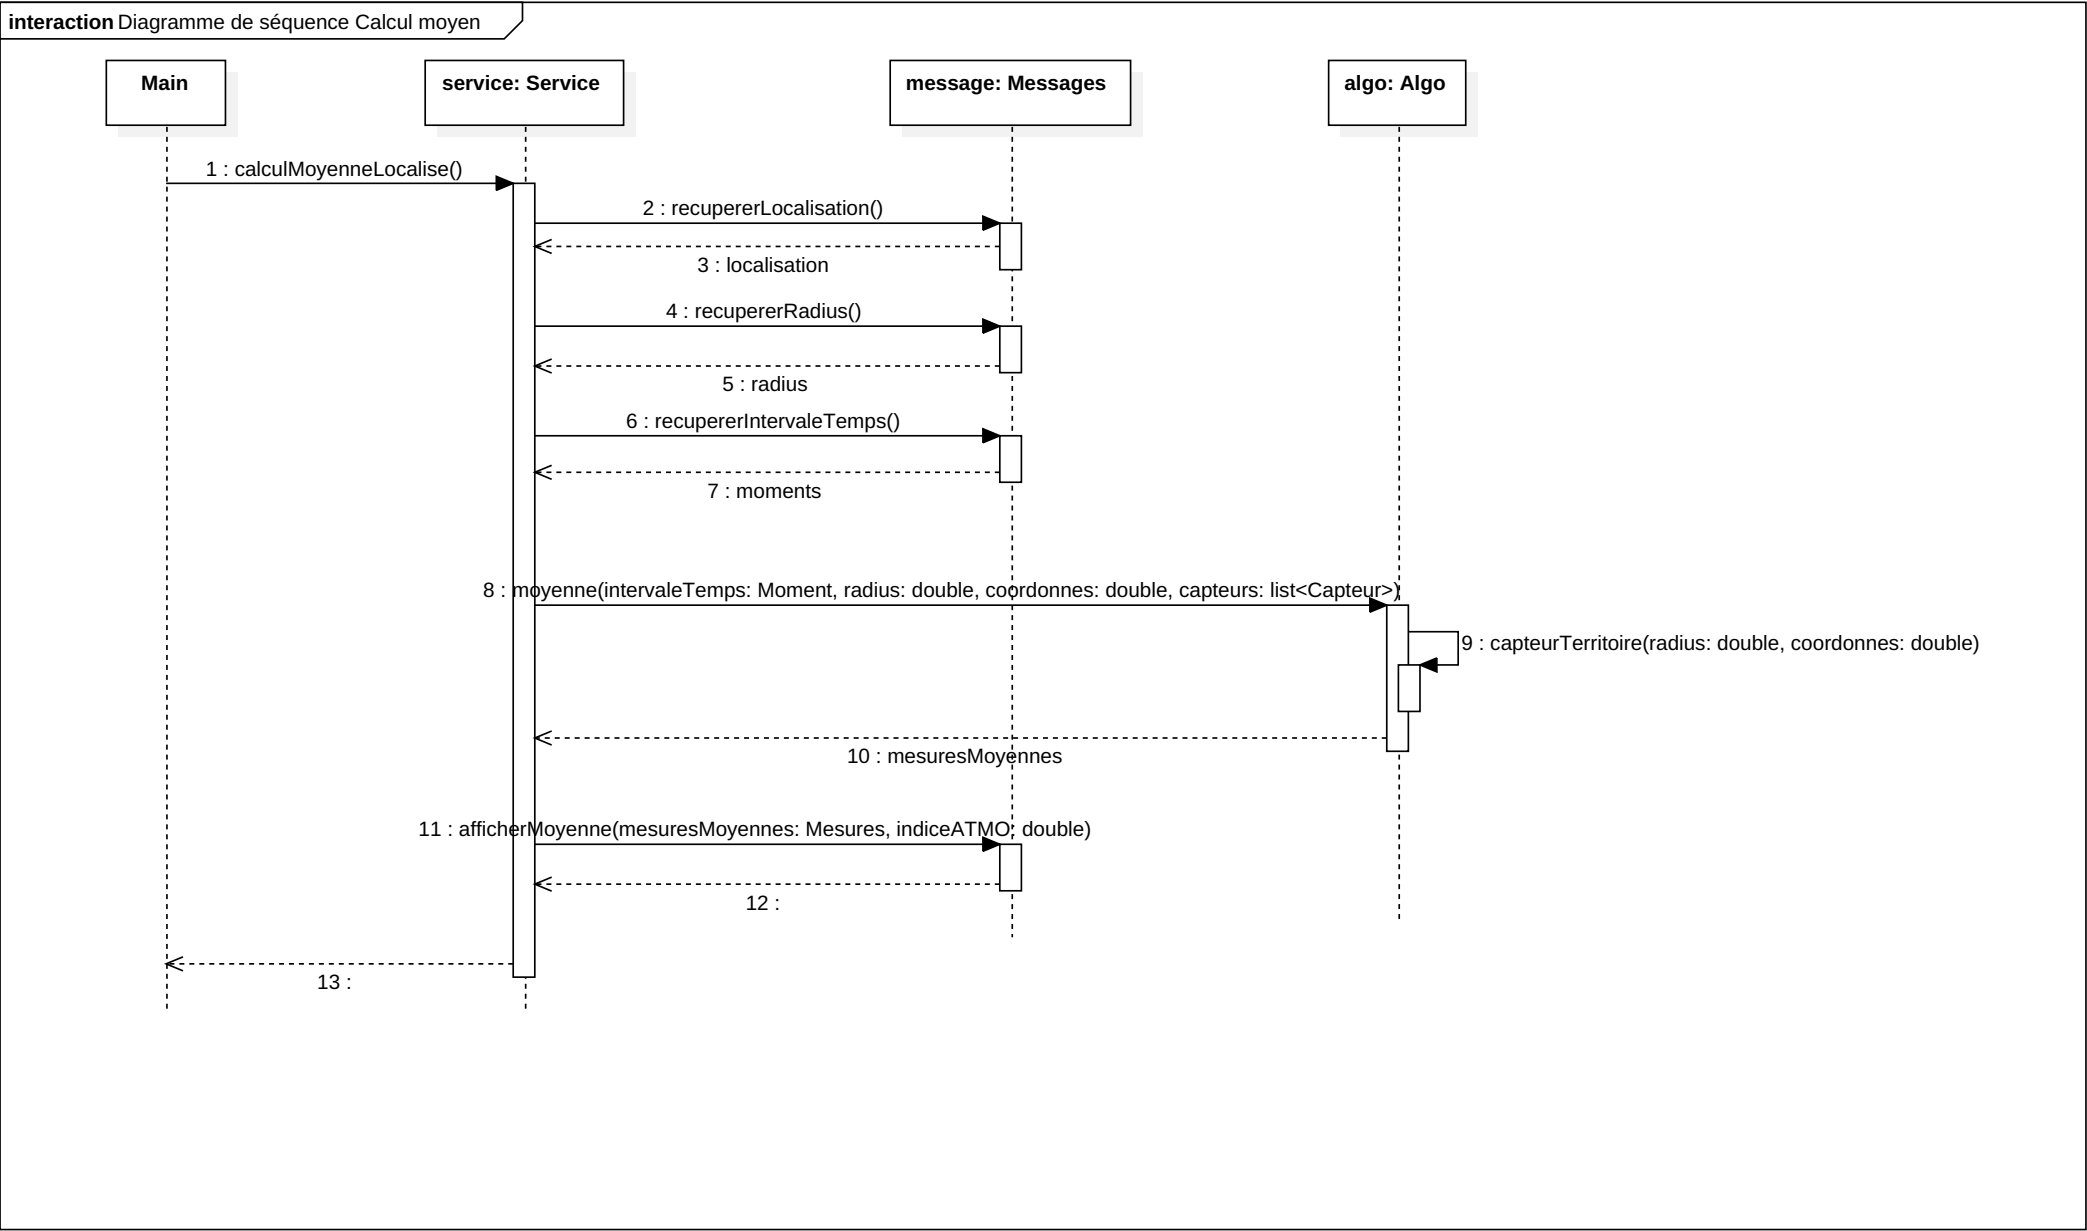 interaction Diagramme de séquence Calcul moyen
Main
service: Service
message: Messages
algo: Algo
1 : calculMoyenneLocalise()
2 : recupererLocalisation()
3 : localisation
4 : recupererRadius()
5 : radius
6 : recupererIntervaleTemps()
7 : moments
8 : moyenne(intervaleTemps: Moment, radius: double, coordonnes: double, capteurs: list<Capteur>)
9 : capteurTerritoire(radius: double, coordonnes: double)
10 : mesuresMoyennes
11 : afficherMoyenne(mesuresMoyennes: Mesures, indiceATMO: double)
12 :
13 :